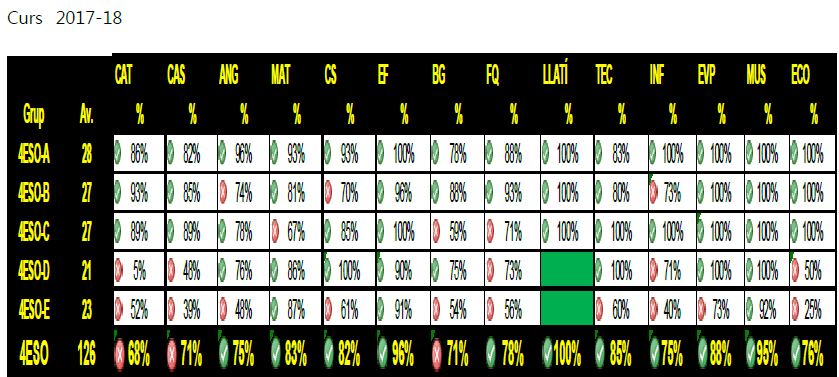 Curs 2017-18
CAT CAS ANG MAT CS EF BG FQ LLATÍ TEC INF EVP MUS ECO
Grup Av. % % % % % % % % % % % % % %
4ESO-A 28 86% 82% 96% 93% 93% 100% 78% 88% 100% 83% 100% 100% 100% 100%
4ESO-B 27 93% 85% 74% 81% 70% 96% 88% 93% 100% 80% 73% 100% 100% 100%
4ESO-C 27 89% 89% 78% 67% 85% 100% 59% 71% 100% 100% 100% 100% 100% 100%
4ESO-D 21 5% 48% 76% 86% 100% 90% 75% 73% 100% 71% 100% 100% 50%
4ESO-E 23 52% 39% 48% 87% 61% 91% 54% 56% 60% 40% 73% 92% 25%
4ESO 126 68% 71% 75% 83% 82% 96% 71% 78% 100% 85% 75% 88% 95% 76%